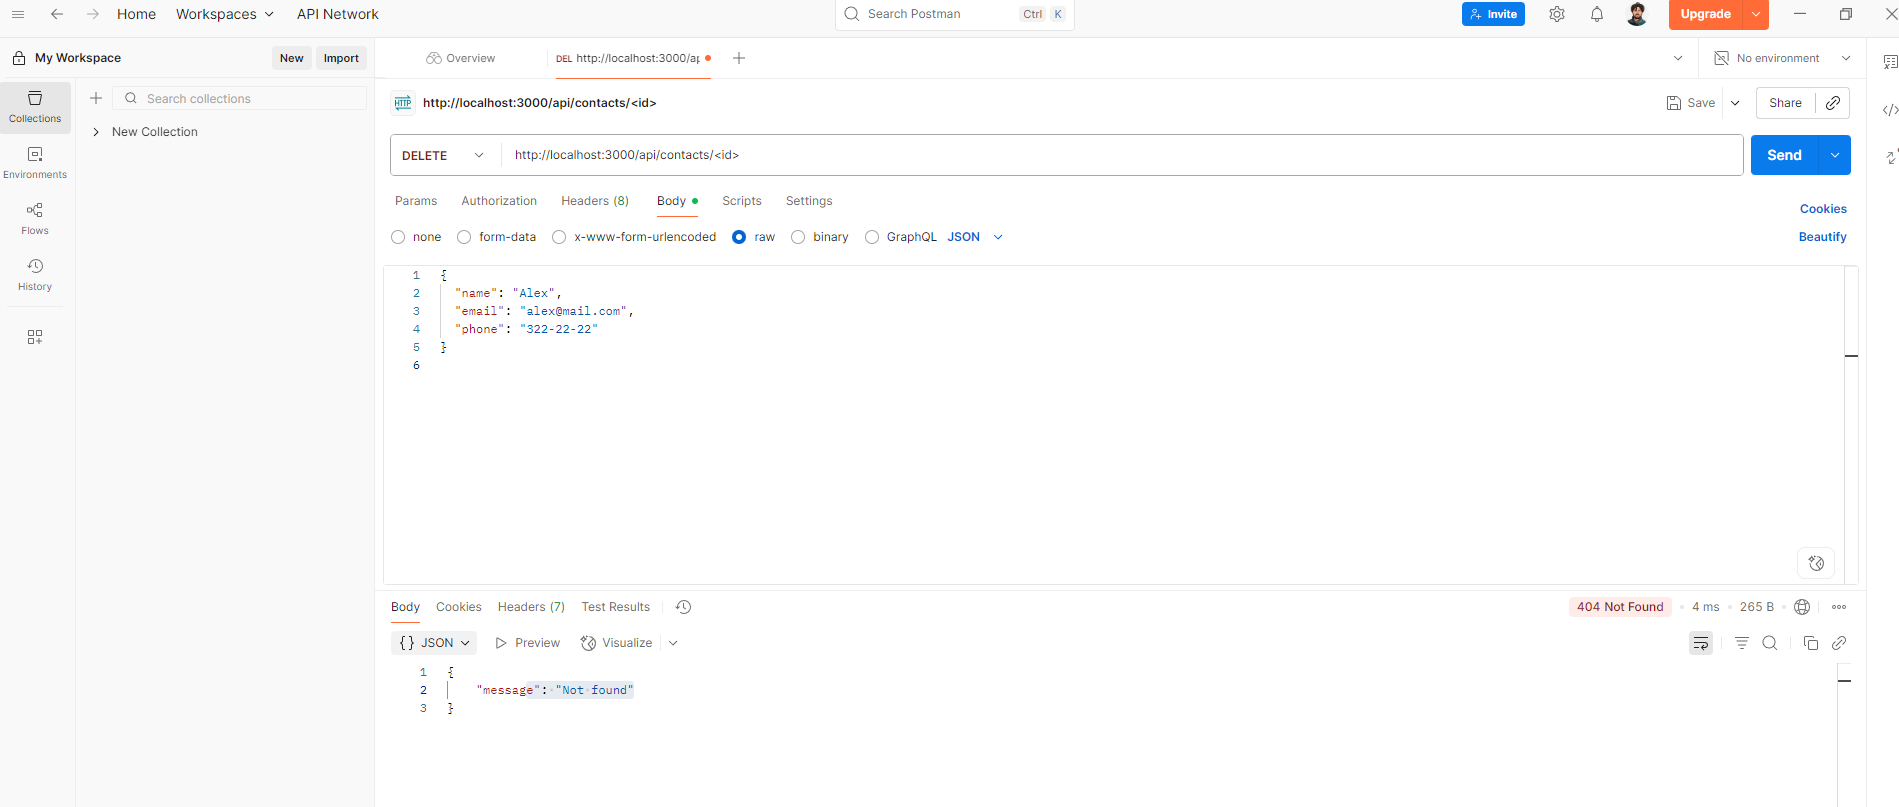 Home Workspaces API Network Search Postman Ctrl K Invite Upgrade
My Workspace New Import Overview DEL http://localhost:3000/ap No environment
Collections Search collections HTTP http://localhost:3000/api/contacts/<id> Save Share
New Collection
Environments DELETE http://localhost:3000/api/contacts/<id> Send
Flows Params Authorization Headers (8) Body Scripts Settings Cookies
none form-data x-www-form-urlencoded raw binary GraphQL JSON Beautify
History
1 {
2 "name": "Alex",
3 "email": "alex@mail.com",
4 "phone": "322-22-22"
5 }
6
Body Cookies Headers (7) Test Results 404 Not Found 4 ms 265 B
{} JSON Preview Visualize
1 {
2 "message": "Not found"
3 }